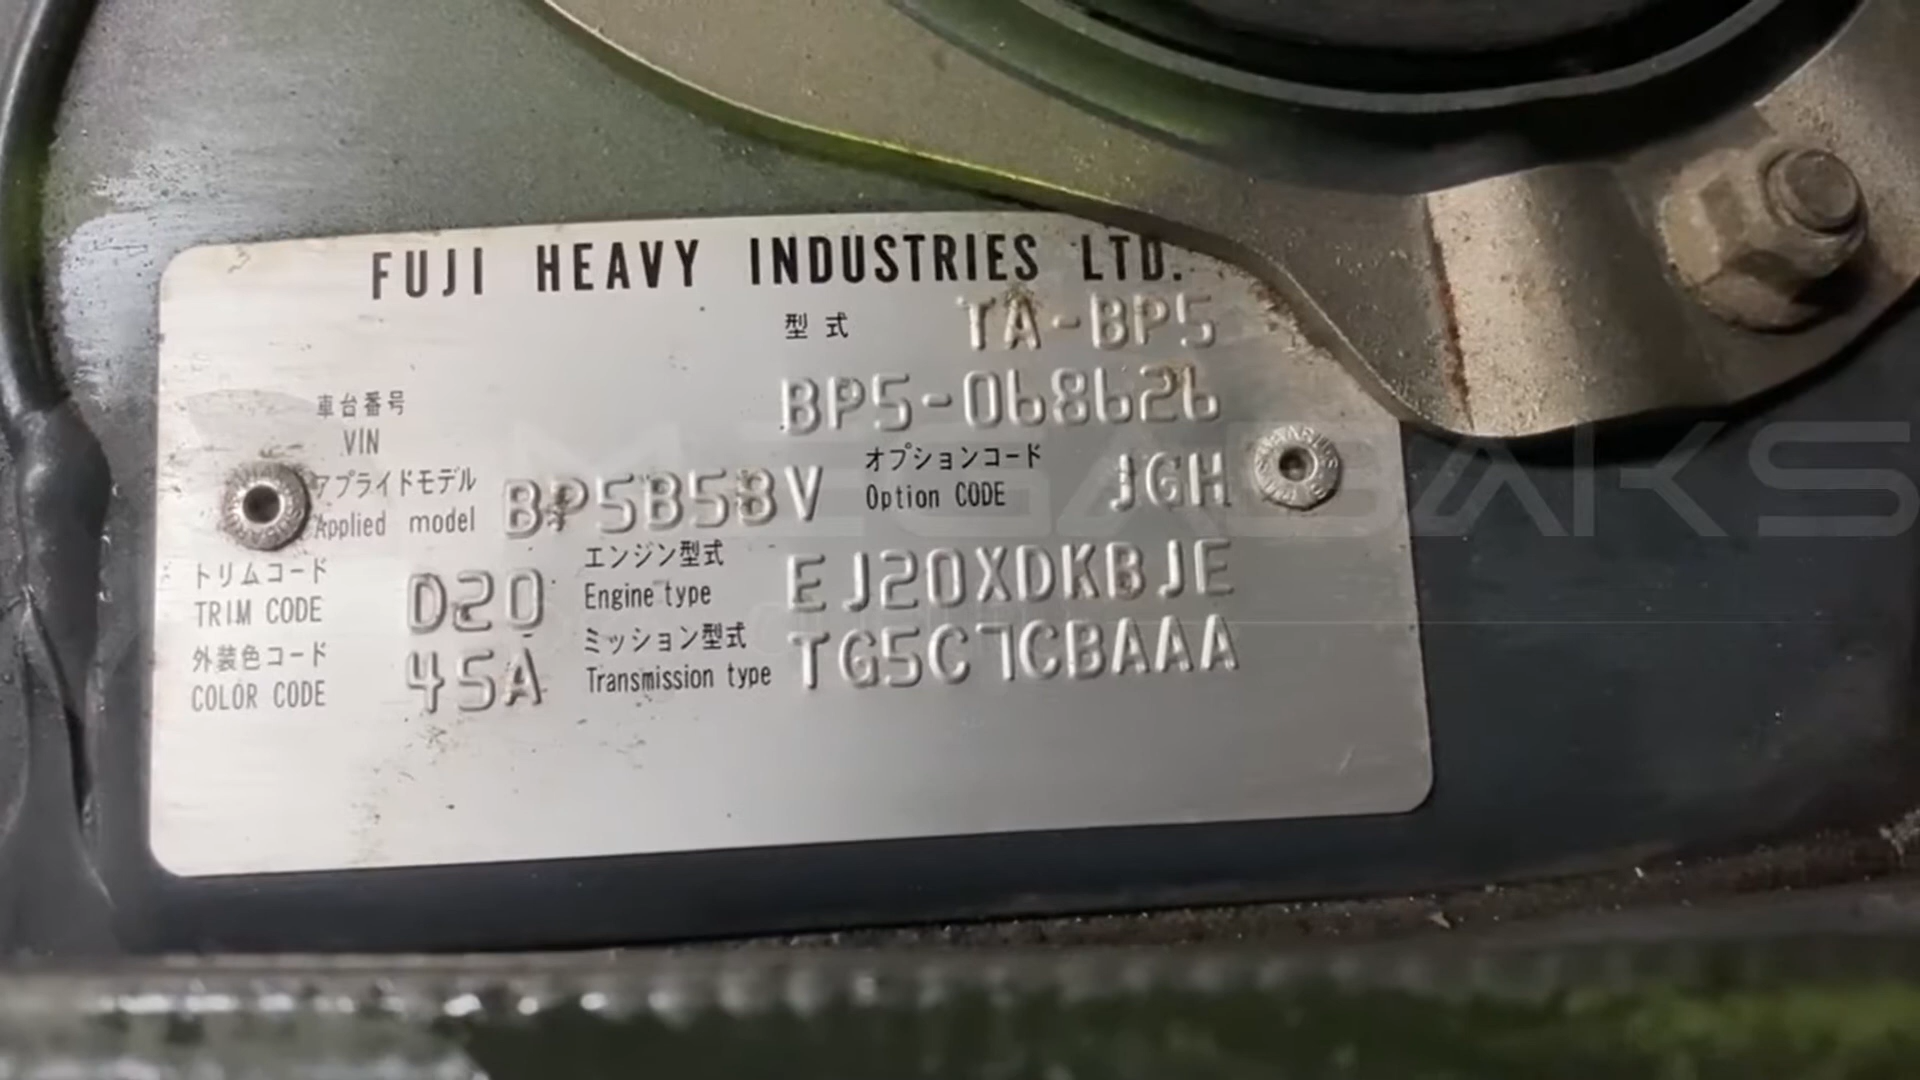 FUJI HEAVY INDUSTRIES LTD.
型式 TA-BP5
車台番号 BP5-068626
VIN
アプライドモデル BP5B5BV オプションコード JGH
Applied model Option CODE
トリムコード D20 エンジン型式 EJ20XDKBJE
TRIM CODE Engine type
外装色コード 45A ミッション型式 TG5C7CBAAA
COLOR CODE Transmission type
MEGABAKS